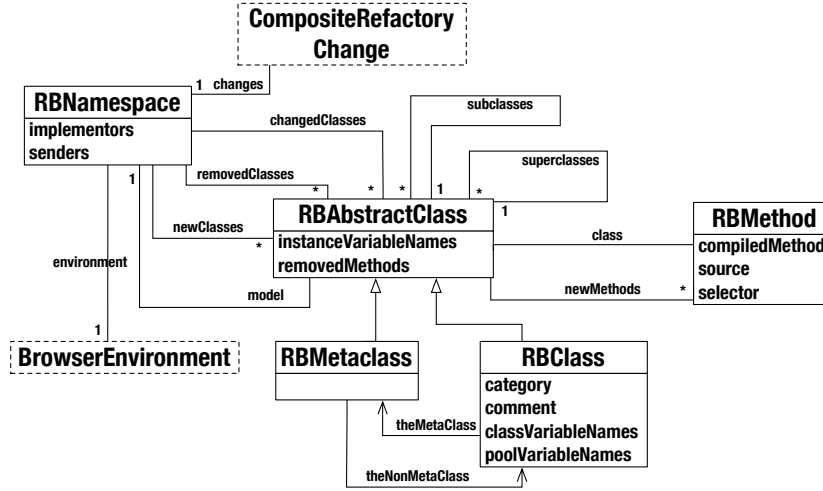 CompositeRefactory
Change
1 changes
RBNamespace
implementors
senders
changedClasses
subclasses
superclasses
removedClasses
1
* * * 1 *
1
RBAbstractClass
instanceVariableNames
removedMethods
newClasses
*
class
RBMethod
compiledMethod
source
selector
environment
model
newMethods
*
1
BrowserEnvironment
RBMetaclass
RBClass
category
comment
classVariableNames
poolVariableNames
theMetaClass
theNonMetaClass